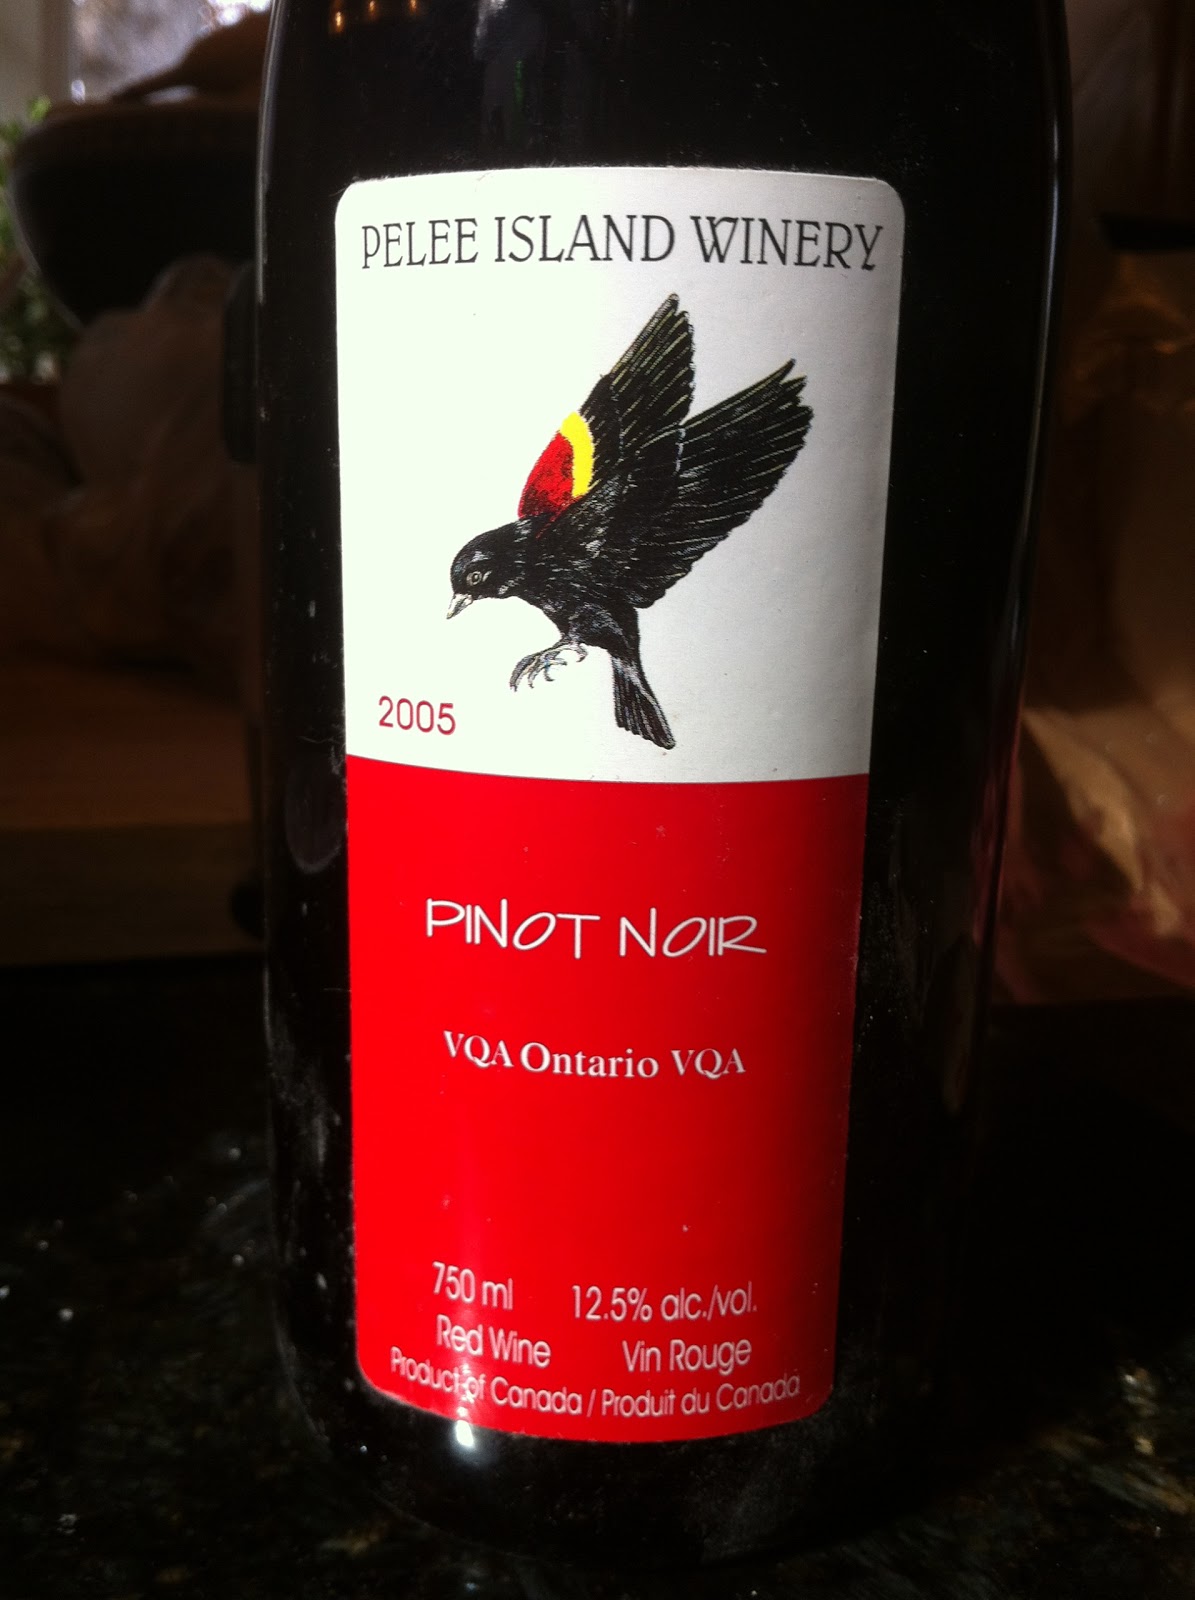 PELEE ISLAND WINERY
2005
PINOT NOIR
VQA Ontario VQA
750 ml 12.5% alc./vol.
Red Wine Vin Rouge
Product of Canada / Produit du Canada